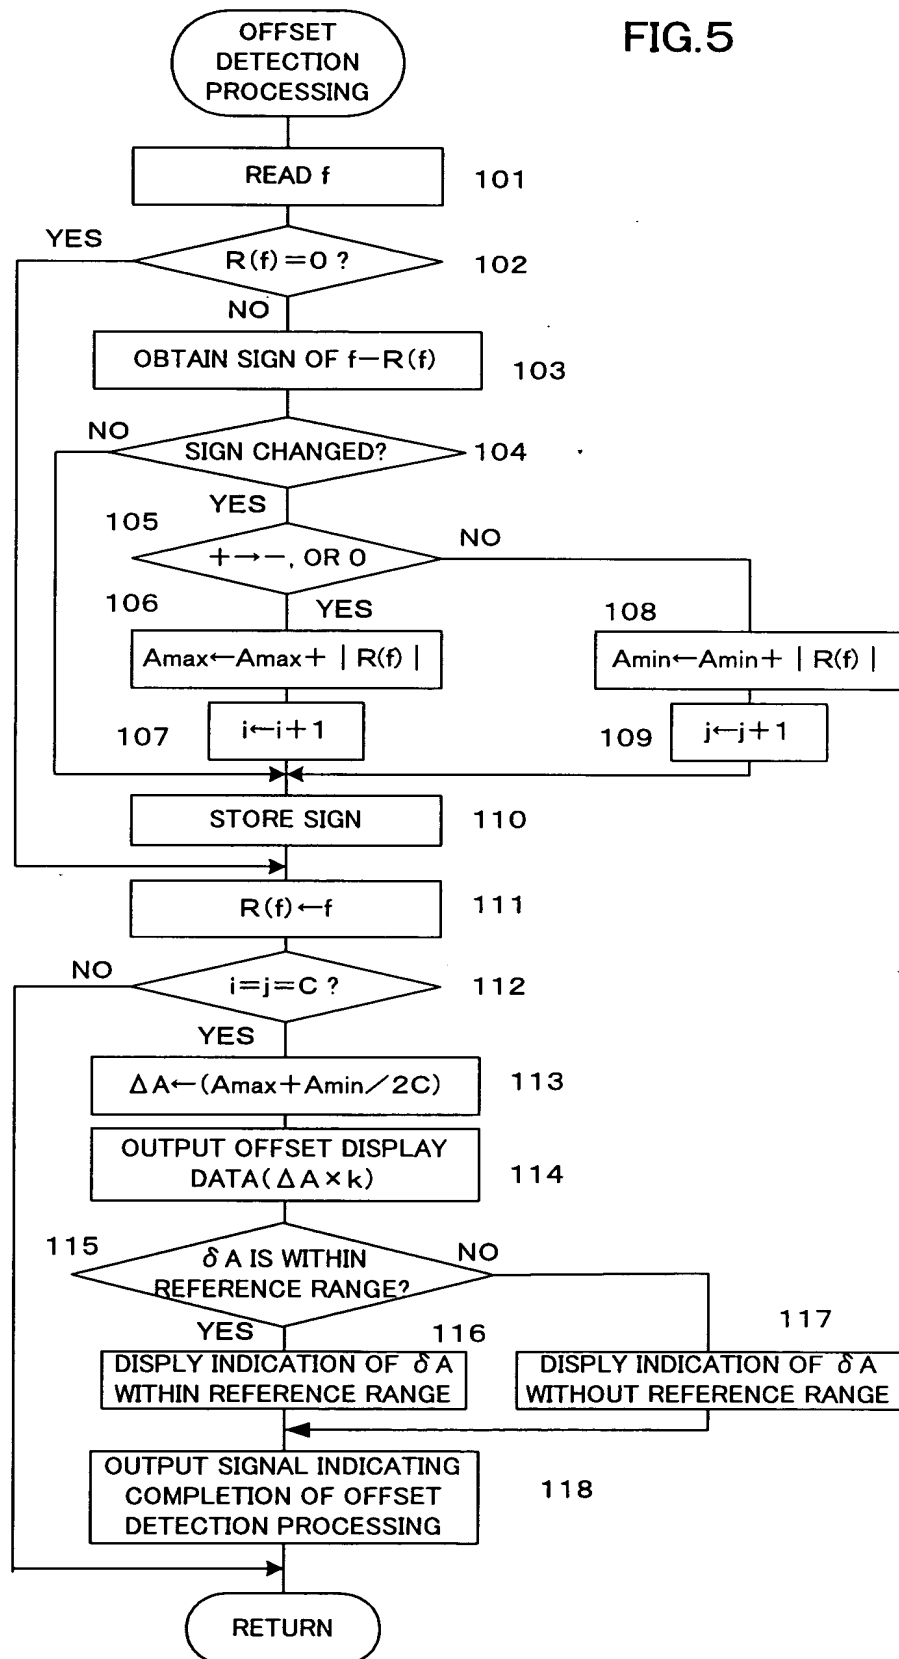 FIG.5
OFFSET
DETECTION
PROCESSING
READ f
101
YES
R(f)=0 ?
102
NO
OBTAIN SIGN OF f−R(f)
103
NO
SIGN CHANGED?
104
YES
105
+→−, OR 0
NO
106
YES
108
Amax←Amax+ | R(f) |
Amin←Amin+ | R(f) |
107
i←i+1
109
j←j+1
STORE SIGN
110
R(f)←f
111
NO
i=j=C ?
112
YES
ΔA←(Amax+Amin/2C)
113
OUTPUT OFFSET DISPLAY
DATA(ΔA×k)
114
115
δA IS WITHIN
REFERENCE RANGE?
NO
YES
116
117
DISPLY INDICATION OF δA
WITHIN REFERENCE RANGE
DISPLY INDICATION OF δA
WITHOUT REFERENCE RANGE
OUTPUT SIGNAL INDICATING
COMPLETION OF OFFSET
DETECTION PROCESSING
118
RETURN